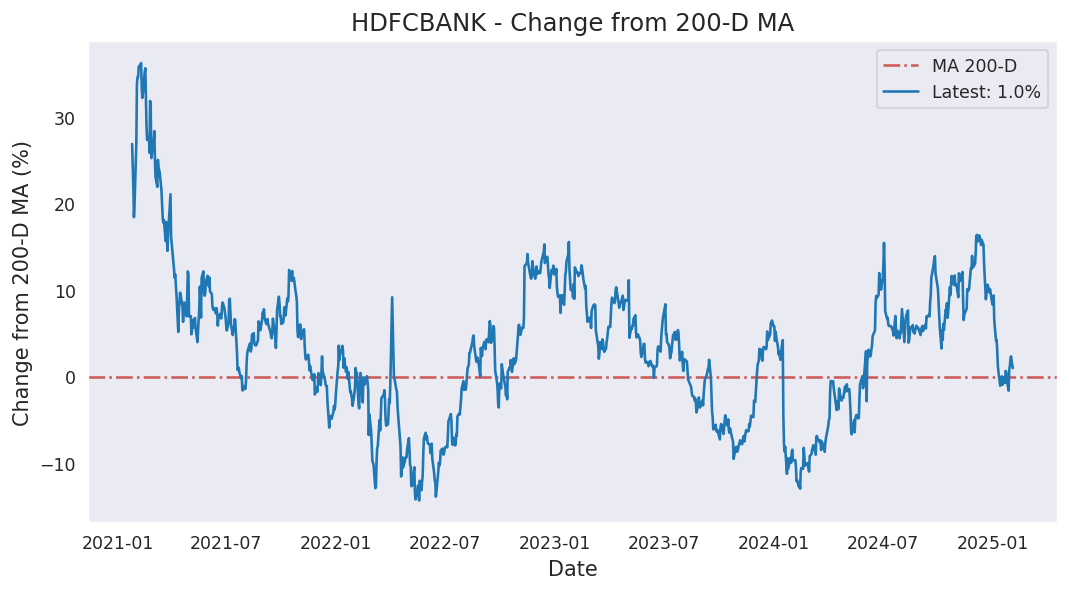 HDFCBANK - Change from 200-D MA
MA 200-D
Latest: 1.0%
Change from 200-D MA (%)
30
20
10
0
−10
2021-01 2021-07 2022-01 2022-07 2023-01 2023-07 2024-01 2024-07 2025-01
Date